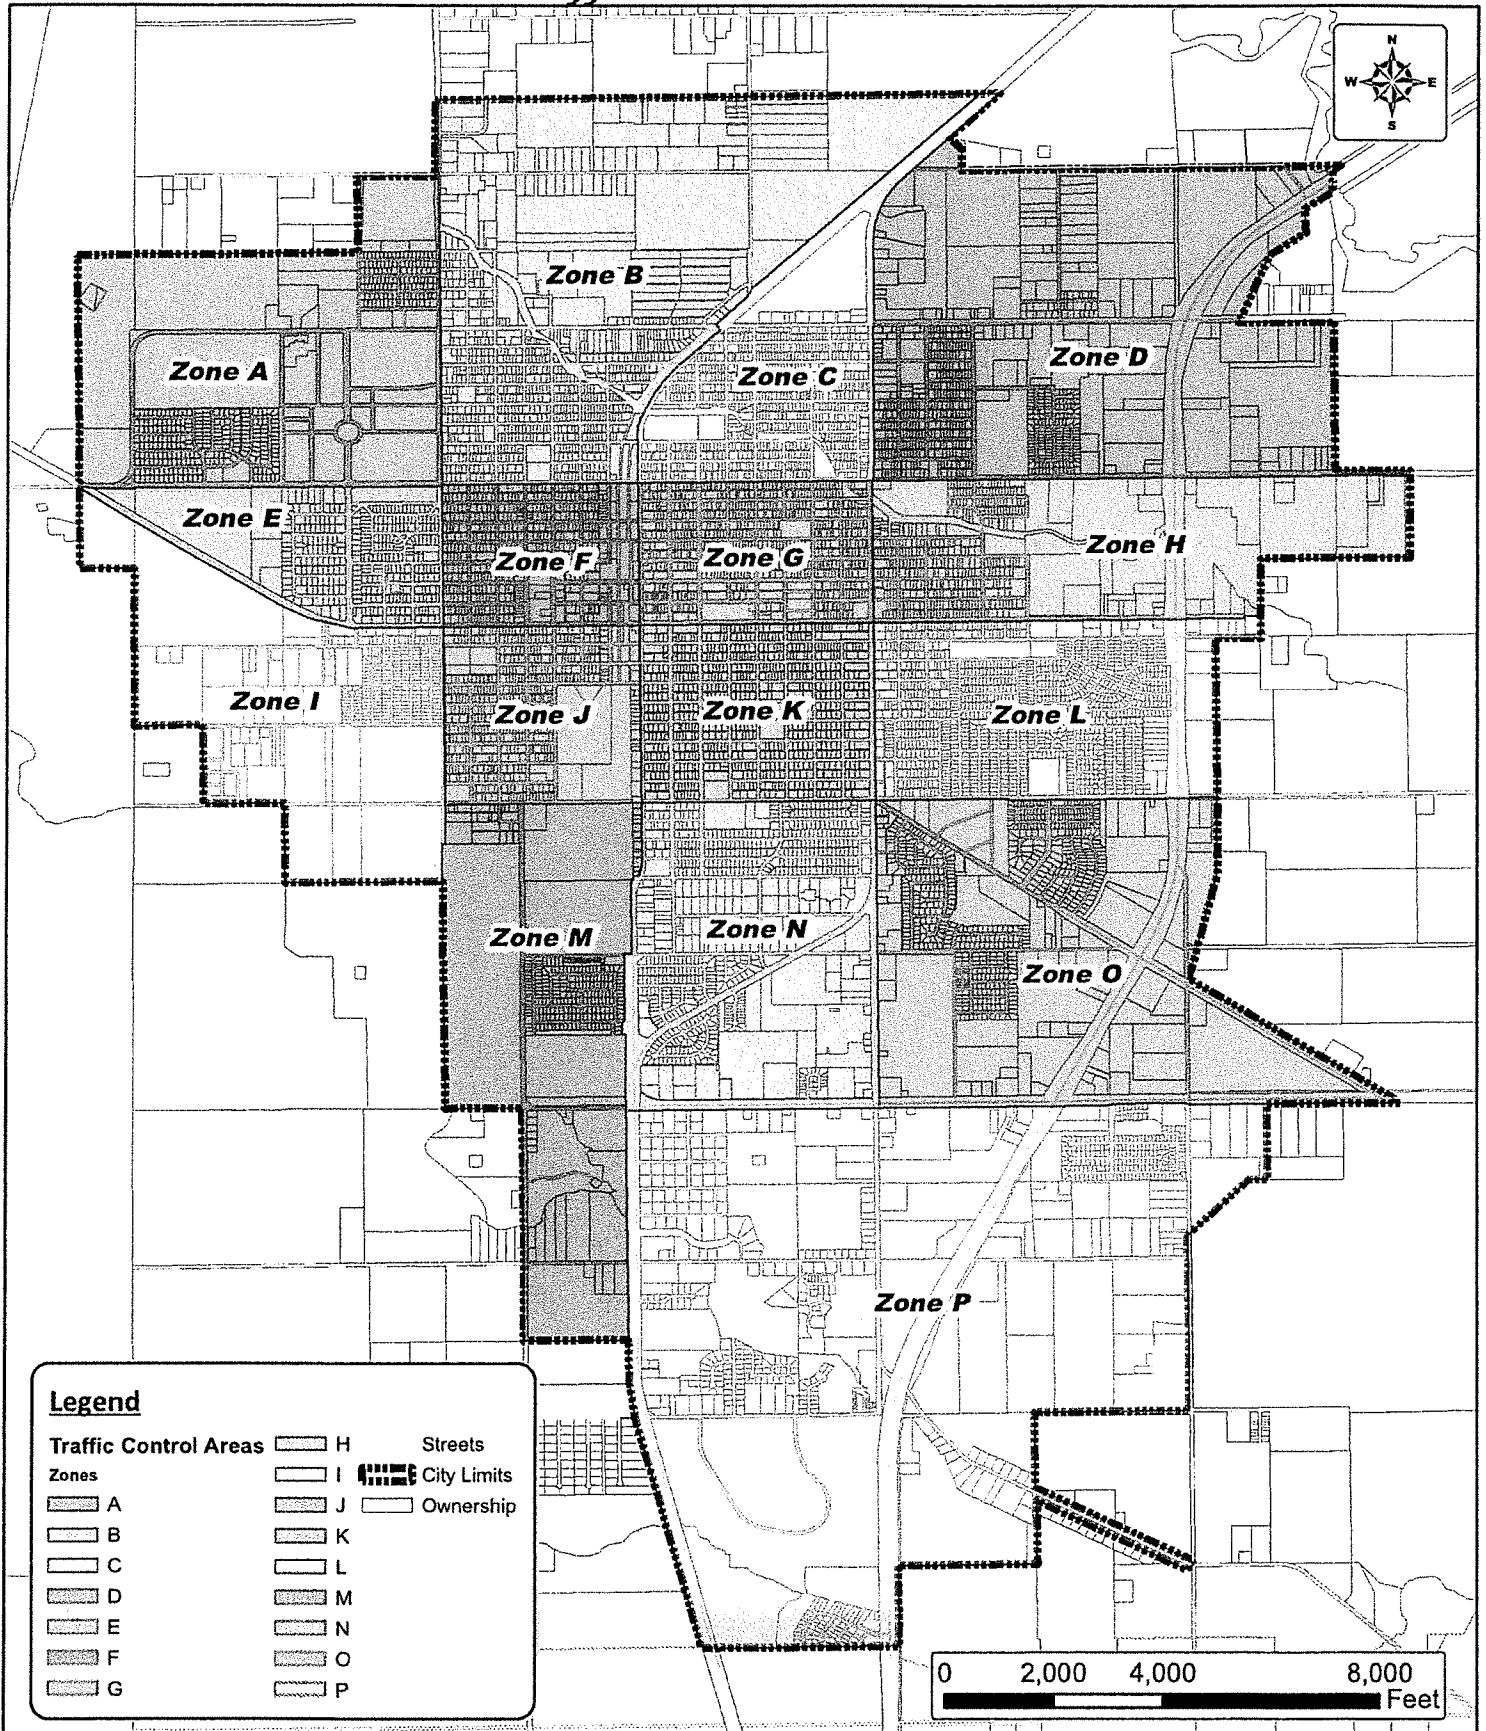 N
W E
S
Zone B
Zone A
Zone C
Zone D
Zone E
Zone F
Zone G
Zone H
Zone I
Zone J
Zone K
Zone L
Zone M
Zone N
Zone O
Zone P
Legend
Traffic Control Areas
Zones
A
B
C
D
E
F
G
H
I
J
K
L
M
N
O
P
Streets
City Limits
Ownership
0 2,000 4,000 8,000
Feet